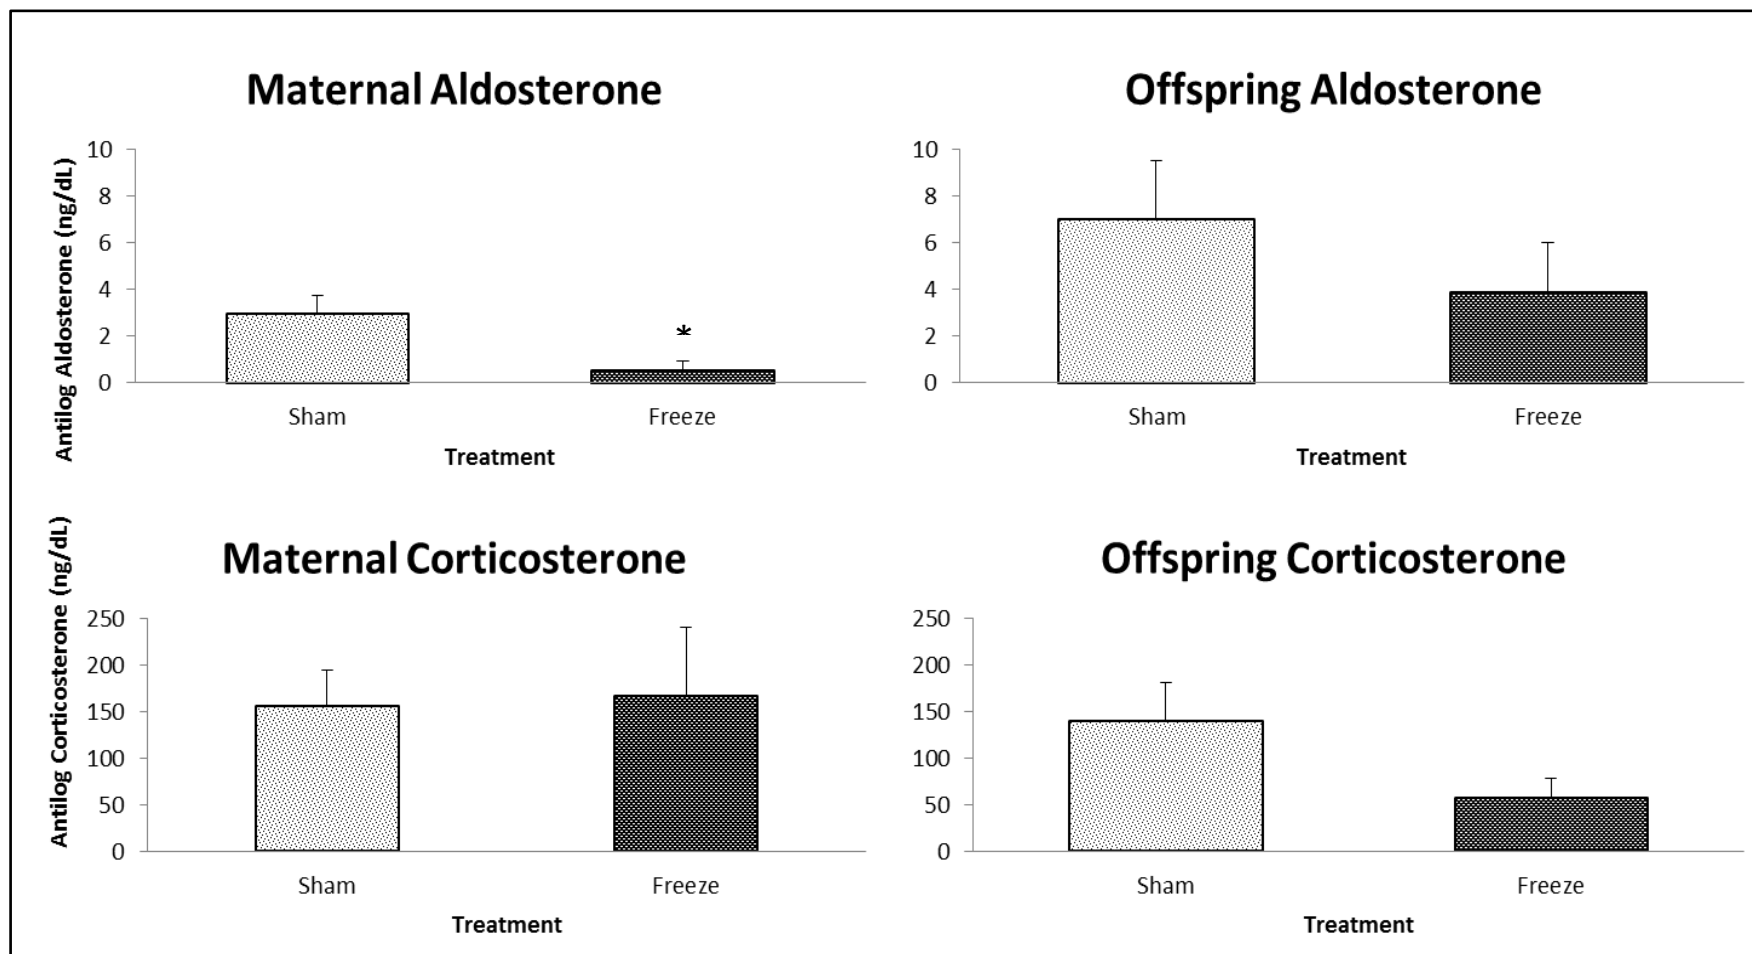 Maternal Aldosterone
Antilog Aldosterone (ng/dL)
10
8
6
4
2
0
*
Sham
Freeze
Treatment
Offspring Aldosterone
10
8
6
4
2
0
Sham
Freeze
Treatment
Maternal Corticosterone
Antilog Corticosterone (ng/dL)
250
200
150
100
50
0
Sham
Freeze
Treatment
Offspring Corticosterone
250
200
150
100
50
0
Sham
Freeze
Treatment